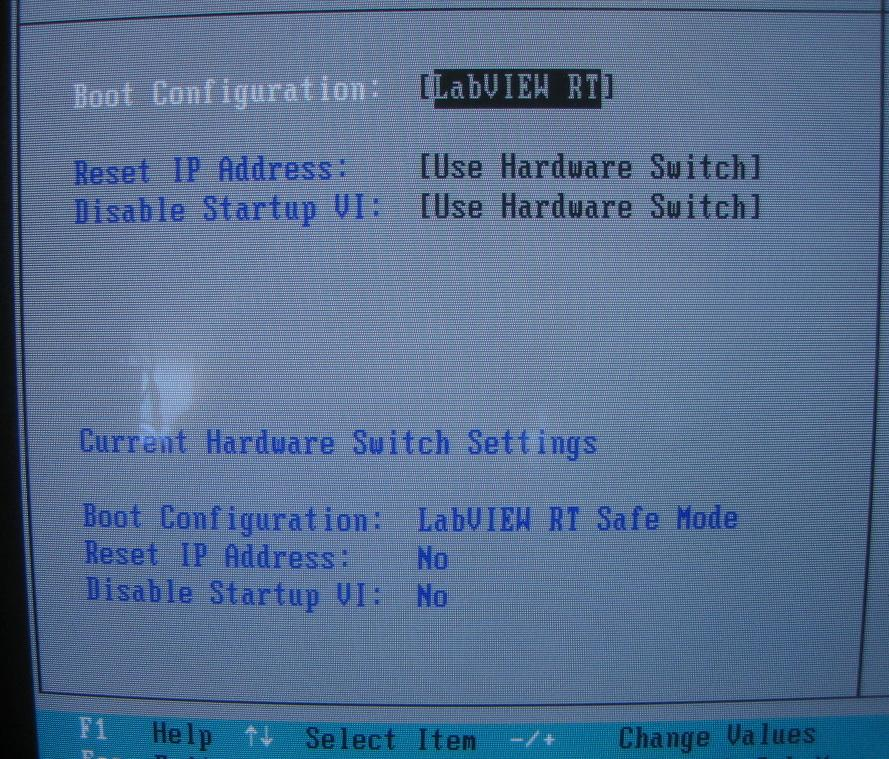 Boot Configuration: [LabVIEW RT]
Reset IP Address: [Use Hardware Switch]
Disable Startup VI: [Use Hardware Switch]
Current Hardware Switch Settings
Boot Configuration: LabVIEW RT Safe Mode
Reset IP Address: No
Disable Startup VI: No
F1 Help ↑↓ Select Item -/+ Change Values